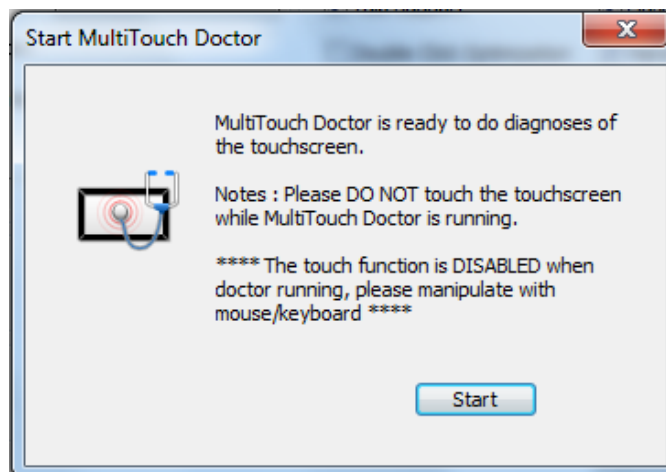 Start MultiTouch Doctor
MultiTouch Doctor is ready to do diagnoses of
the touchscreen.
Notes : Please DO NOT touch the touchscreen
while MultiTouch Doctor is running.
**** The touch function is DISABLED when
doctor running, please manipulate with
mouse/keyboard ****
Start